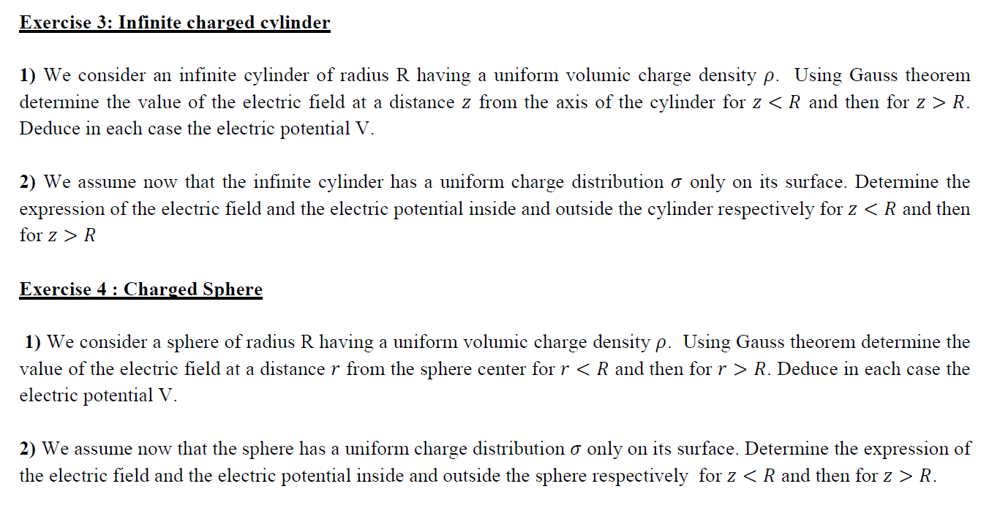 Exercise 3: Infinite charged cylinder
1) We consider an infinite cylinder of radius R having a uniform volumic charge density ρ. Using Gauss theorem
determine the value of the electric field at a distance z from the axis of the cylinder for z < R and then for z > R.
Deduce in each case the electric potential V.
2) We assume now that the infinite cylinder has a uniform charge distribution σ only on its surface. Determine the
expression of the electric field and the electric potential inside and outside the cylinder respectively for z < R and then
for z > R
Exercise 4 : Charged Sphere
1) We consider a sphere of radius R having a uniform volumic charge density ρ. Using Gauss theorem determine the
value of the electric field at a distance r from the sphere center for r < R and then for r > R. Deduce in each case the
electric potential V.
2) We assume now that the sphere has a uniform charge distribution σ only on its surface. Determine the expression of
the electric field and the electric potential inside and outside the sphere respectively for z < R and then for z > R.